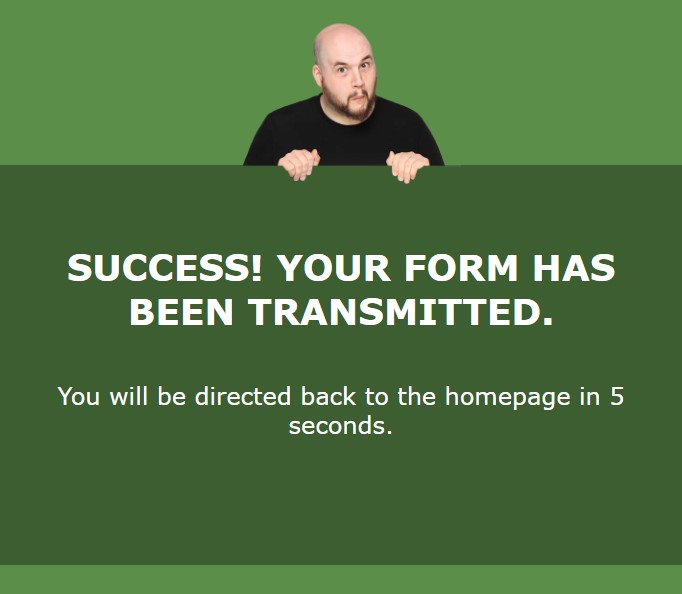 SUCCESS! YOUR FORM HAS
BEEN TRANSMITTED.
You will be directed back to the homepage in 5
seconds.